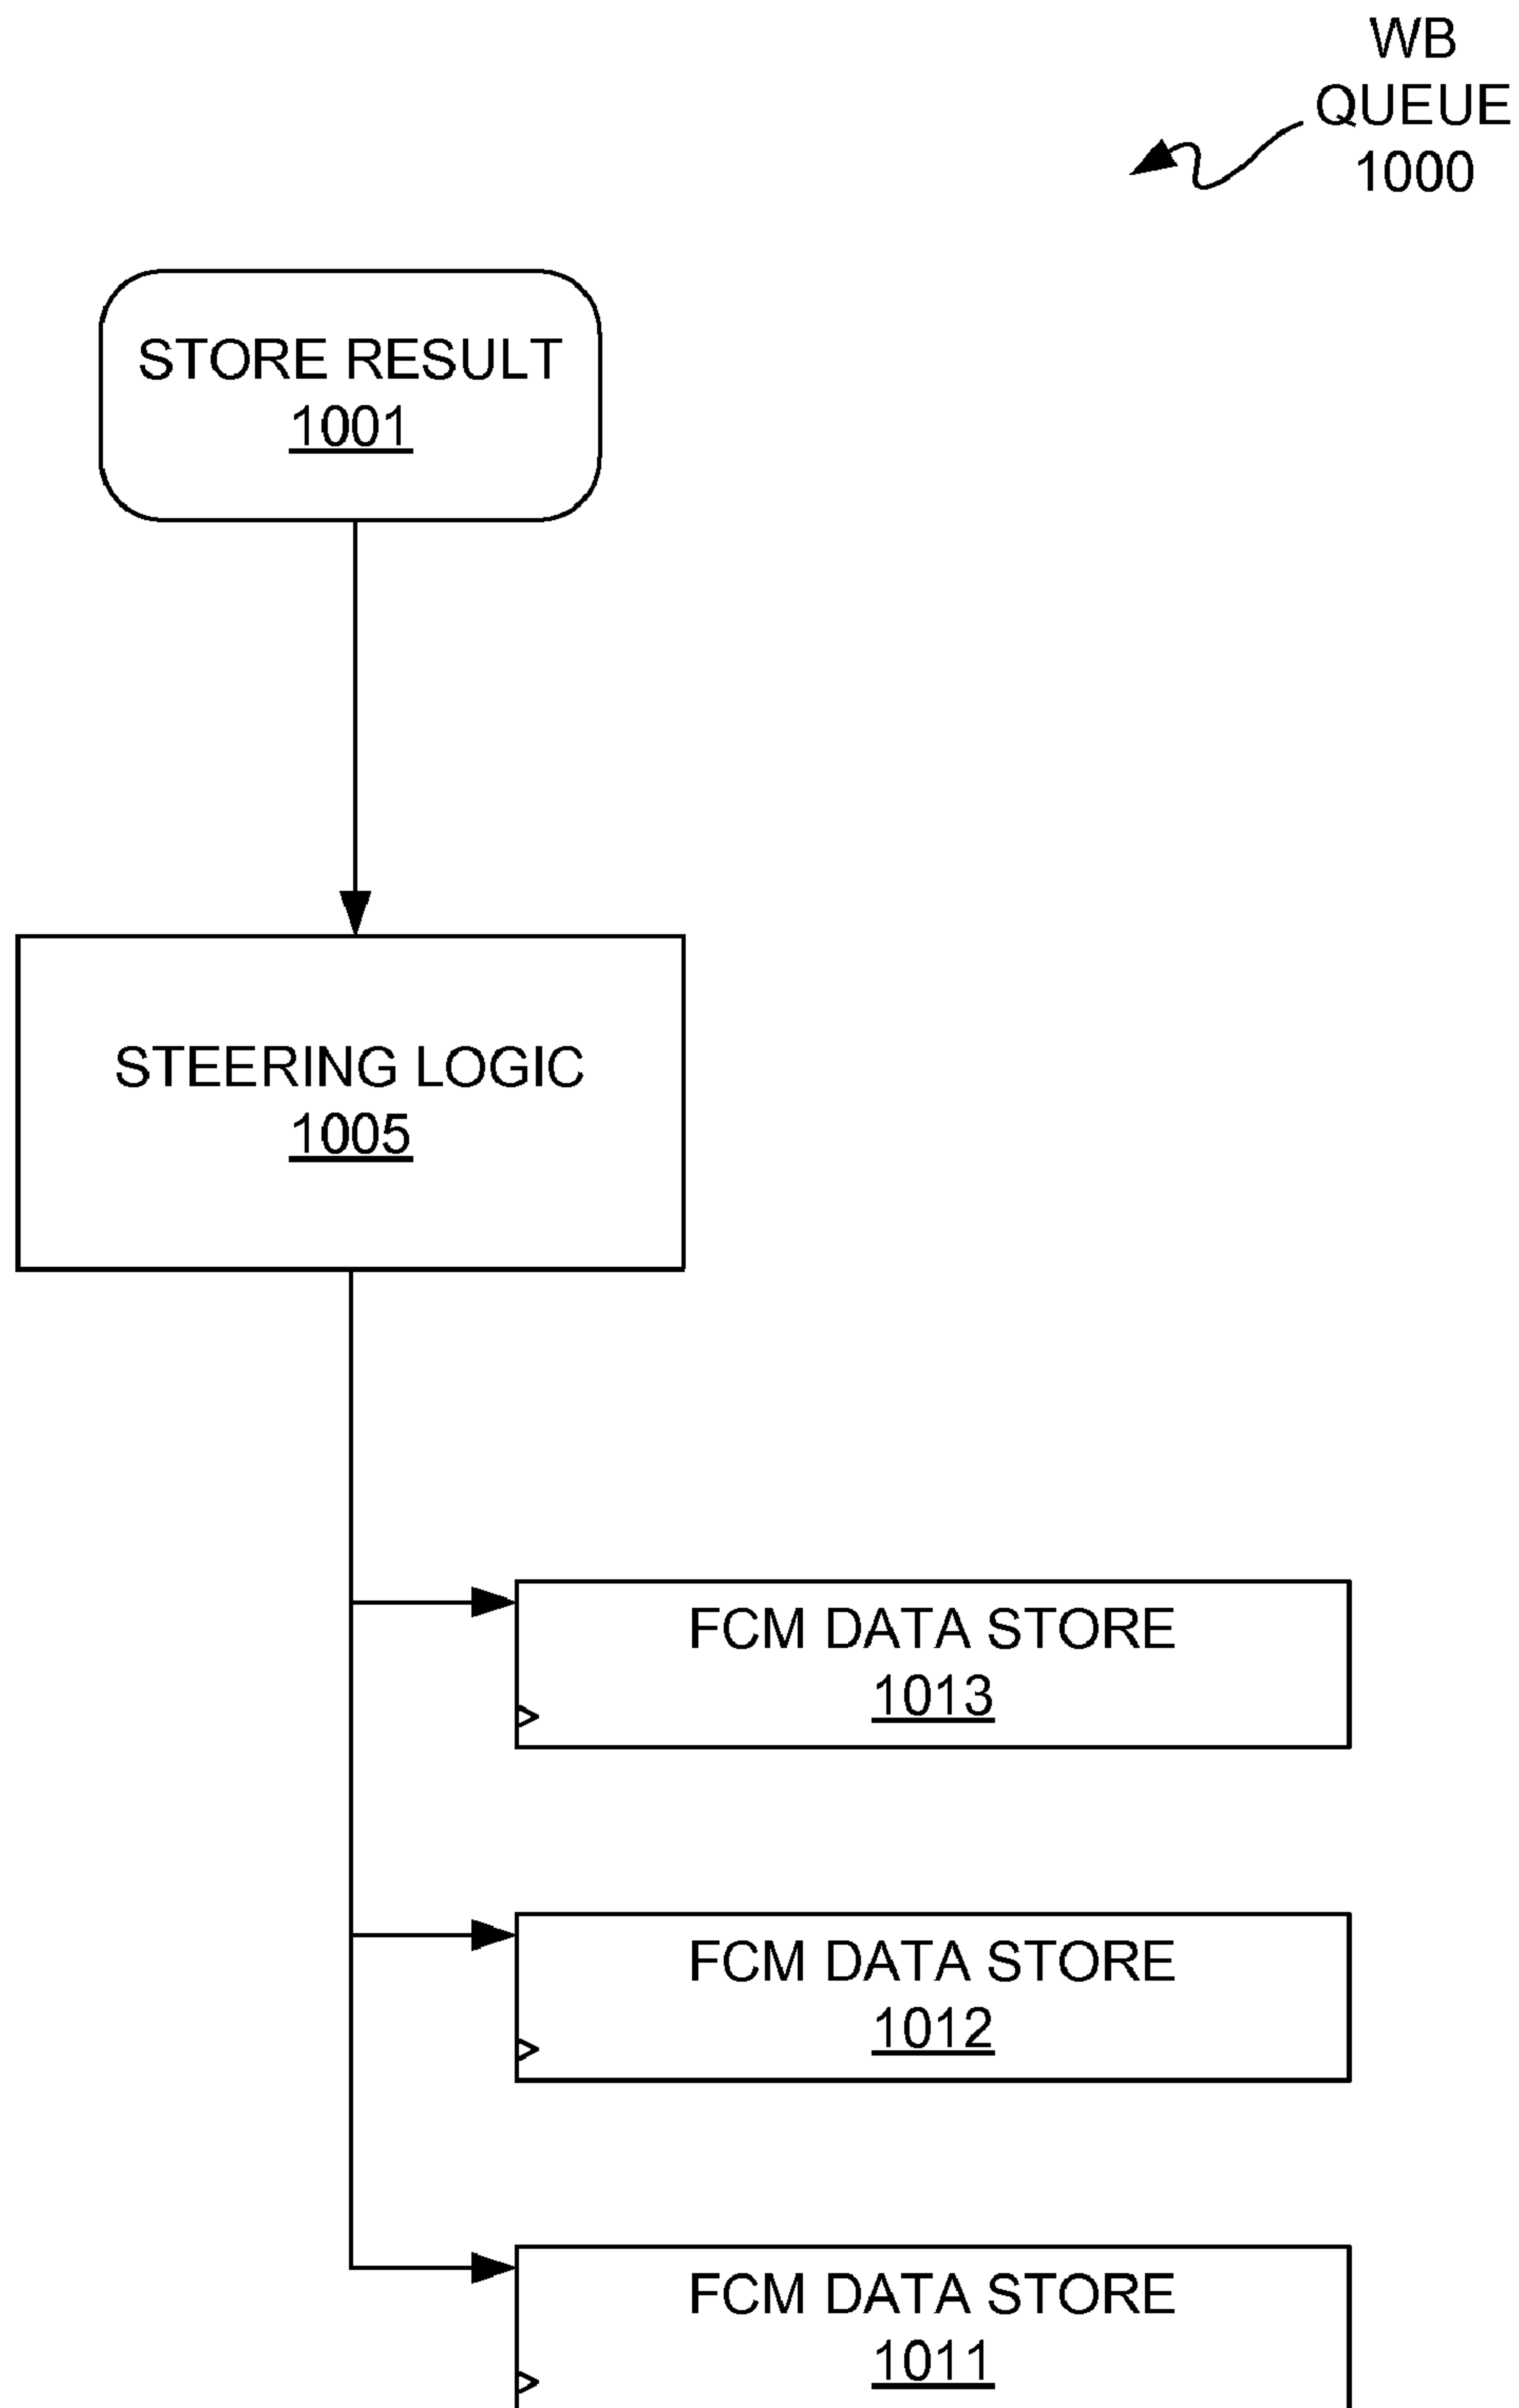 WB
QUEUE
1000
STORE RESULT
1001
STEERING LOGIC
1005
FCM DATA STORE
1013
FCM DATA STORE
1012
FCM DATA STORE
1011